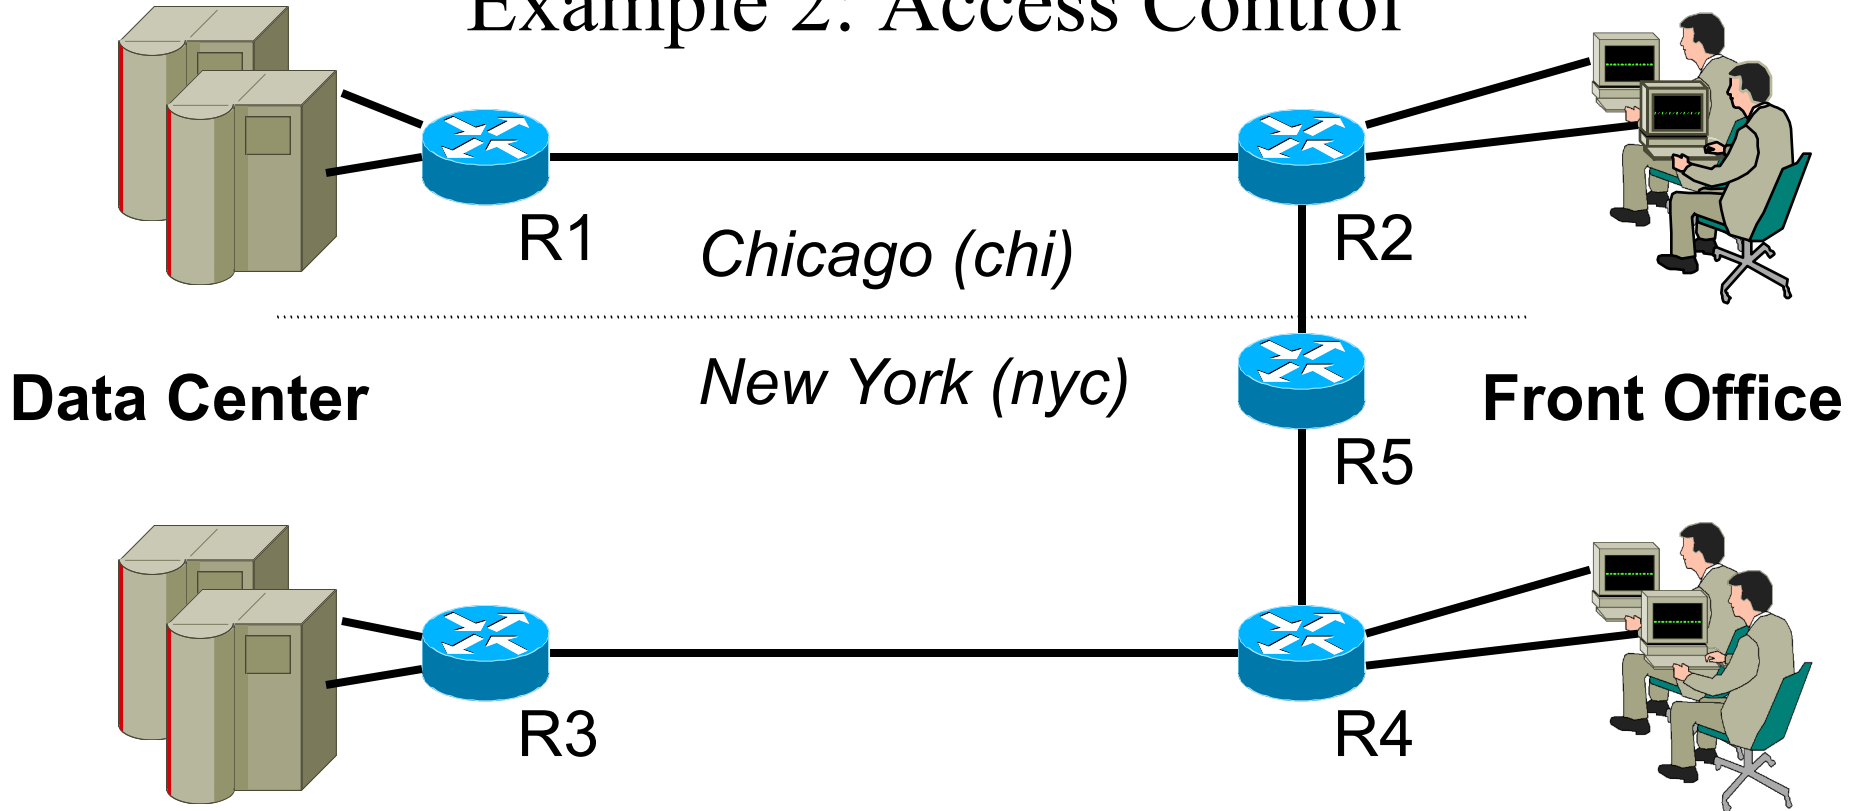 Example 2: Access Control
R1
Chicago (chi)
R2
Data Center
New York (nyc)
Front Office
R5
R3
R4